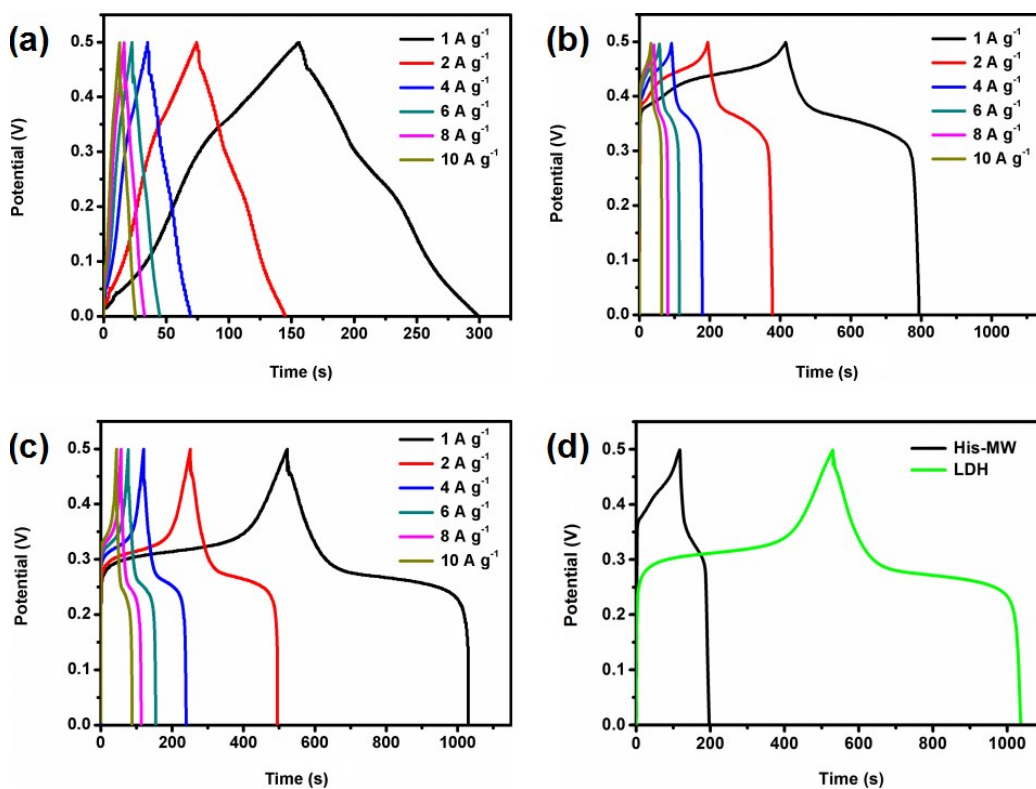 (a)
1 A g⁻¹
2 A g⁻¹
4 A g⁻¹
6 A g⁻¹
8 A g⁻¹
10 A g⁻¹
Potential (V)
0.5
0.4
0.3
0.2
0.1
0.0
0 50 100 150 200 250 300
Time (s)
(b)
1 A g⁻¹
2 A g⁻¹
4 A g⁻¹
6 A g⁻¹
8 A g⁻¹
10 A g⁻¹
Potential (V)
0.5
0.4
0.3
0.2
0.1
0.0
0 200 400 600 800 1000
Time (s)
(c)
1 A g⁻¹
2 A g⁻¹
4 A g⁻¹
6 A g⁻¹
8 A g⁻¹
10 A g⁻¹
Potential (V)
0.5
0.4
0.3
0.2
0.1
0.0
0 200 400 600 800 1000
Time (s)
(d)
His-MW
LDH
Potential (V)
0.5
0.4
0.3
0.2
0.1
0.0
0 200 400 600 800 1000
Time (s)